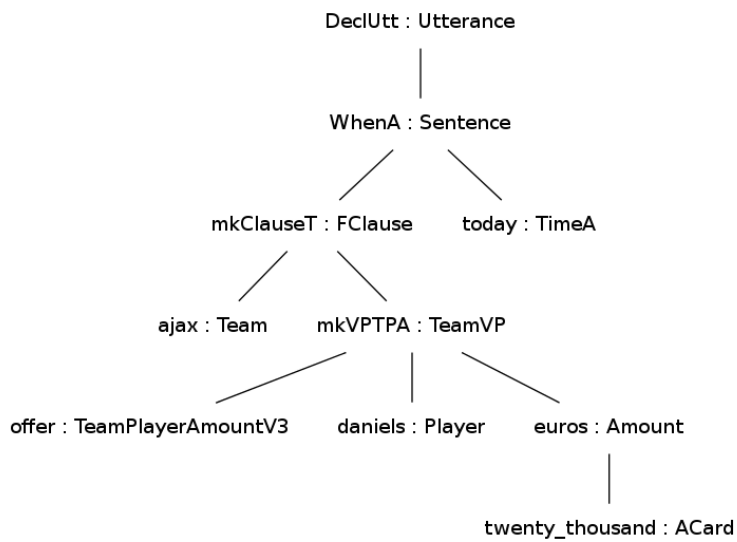 DeclUtt : Utterance
WhenA : Sentence
mkClauseT : FClause
today : TimeA
ajax : Team
mkVPTPA : TeamVP
offer : TeamPlayerAmountV3
daniels : Player
euros : Amount
twenty_thousand : ACard